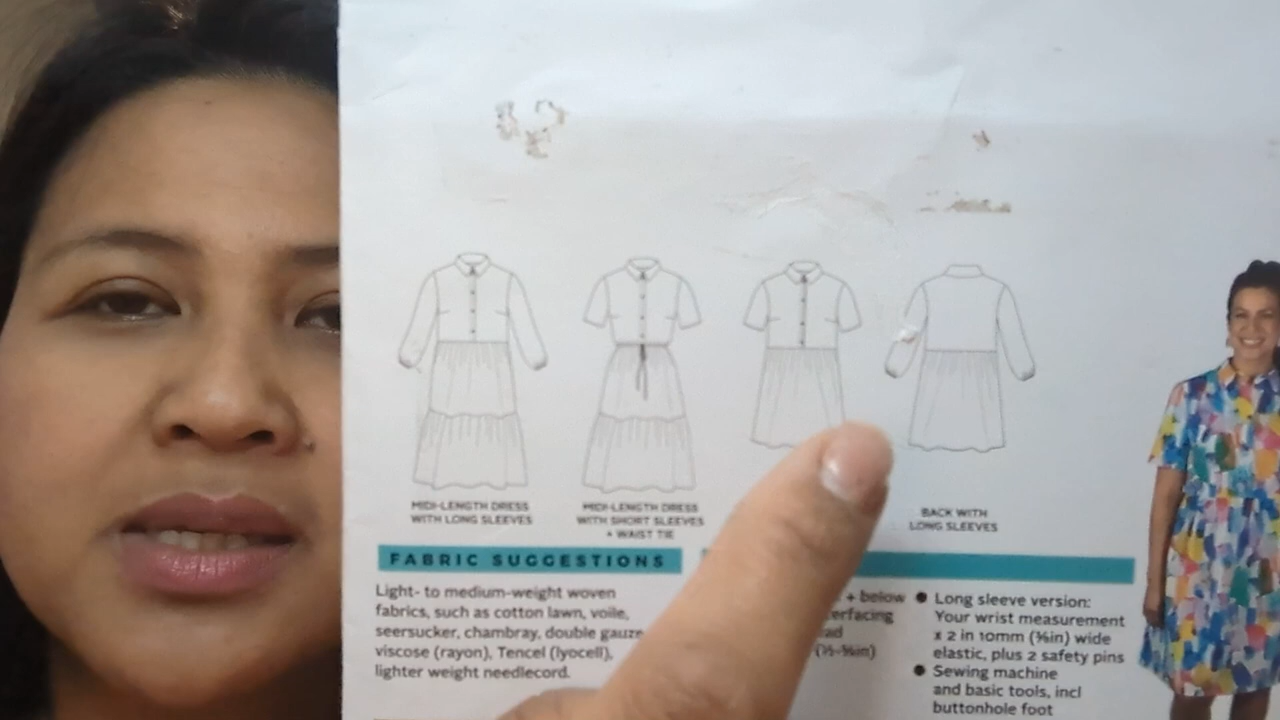 MIDI-LENGTH DRESS
WITH LONG SLEEVES
MIDI-LENGTH DRESS
WITH SHORT SLEEVES
+ WAIST TIE
BACK WITH
LONG SLEEVES
FABRIC SUGGESTIONS
Light- to medium-weight woven
fabrics, such as cotton lawn, voile,
seersucker, chambray, double gauze
viscose (rayon), Tencel (lyocell),
lighter weight needlecord.
+ below
● Long sleeve version:
Your wrist measurement
x 2 in 10mm (⅜in) wide
elastic, plus 2 safety pins
● Sewing machine
and basic tools, incl
buttonhole foot